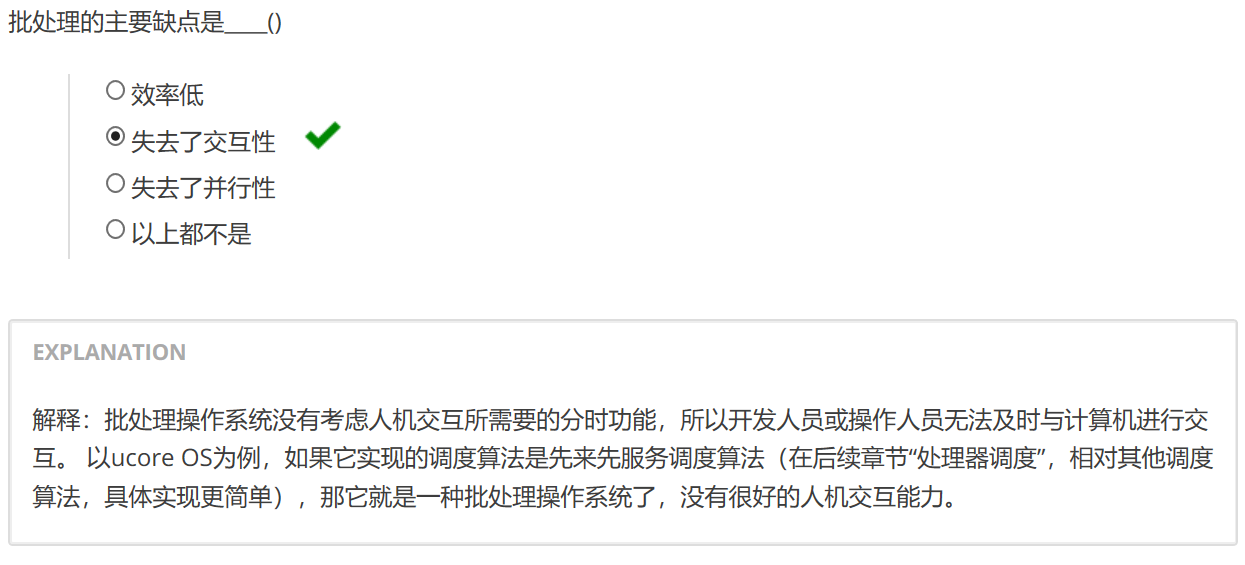 批处理的主要缺点是____()
效率低
失去了交互性
失去了并行性
以上都不是
EXPLANATION
解释：批处理操作系统没有考虑人机交互所需要的分时功能，所以开发人员或操作人员无法及时与计算机进行交
互。 以ucore OS为例，如果它实现的调度算法是先来先服务调度算法（在后续章节“处理器调度”，相对其他调度
算法，具体实现更简单），那它就是一种批处理操作系统了，没有很好的人机交互能力。